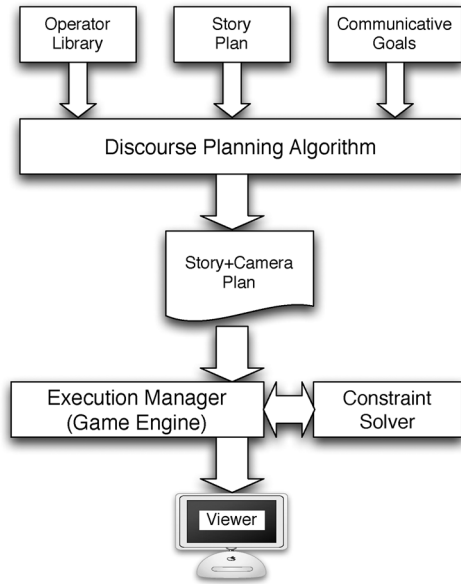 Operator
Library
Story
Plan
Communicative
Goals
Discourse Planning Algorithm
Story+Camera
Plan
Execution Manager
(Game Engine)
Constraint
Solver
Viewer